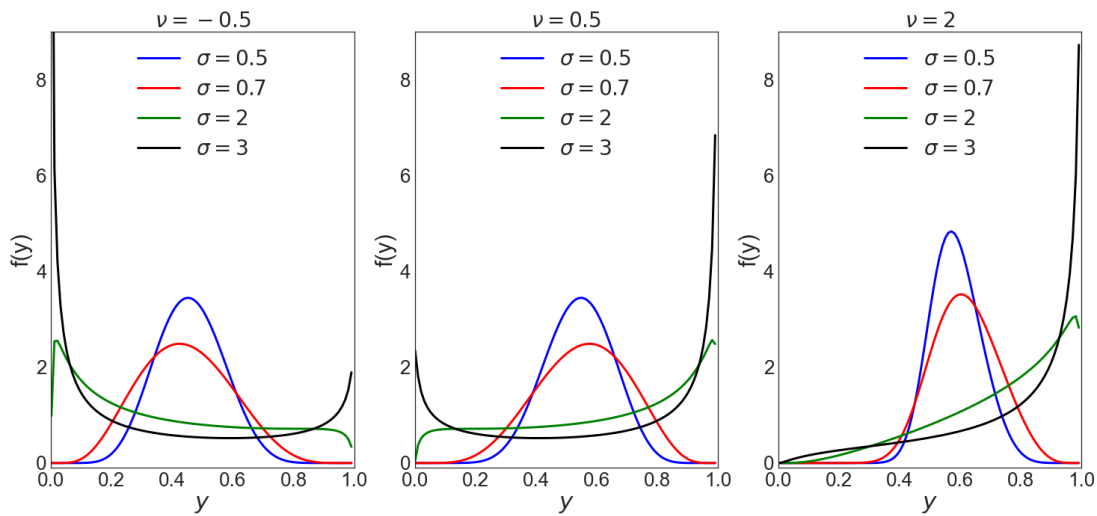 ν = − 0.5
f(y)
8
6
4
2
0
σ = 0.5
σ = 0.7
σ = 2
σ = 3
0.0 0.2 0.4 0.6 0.8 1.0
y
ν = 0.5
f(y)
8
6
4
2
0
σ = 0.5
σ = 0.7
σ = 2
σ = 3
0.0 0.2 0.4 0.6 0.8 1.0
y
ν = 2
f(y)
8
6
4
2
0
σ = 0.5
σ = 0.7
σ = 2
σ = 3
0.0 0.2 0.4 0.6 0.8 1.0
y